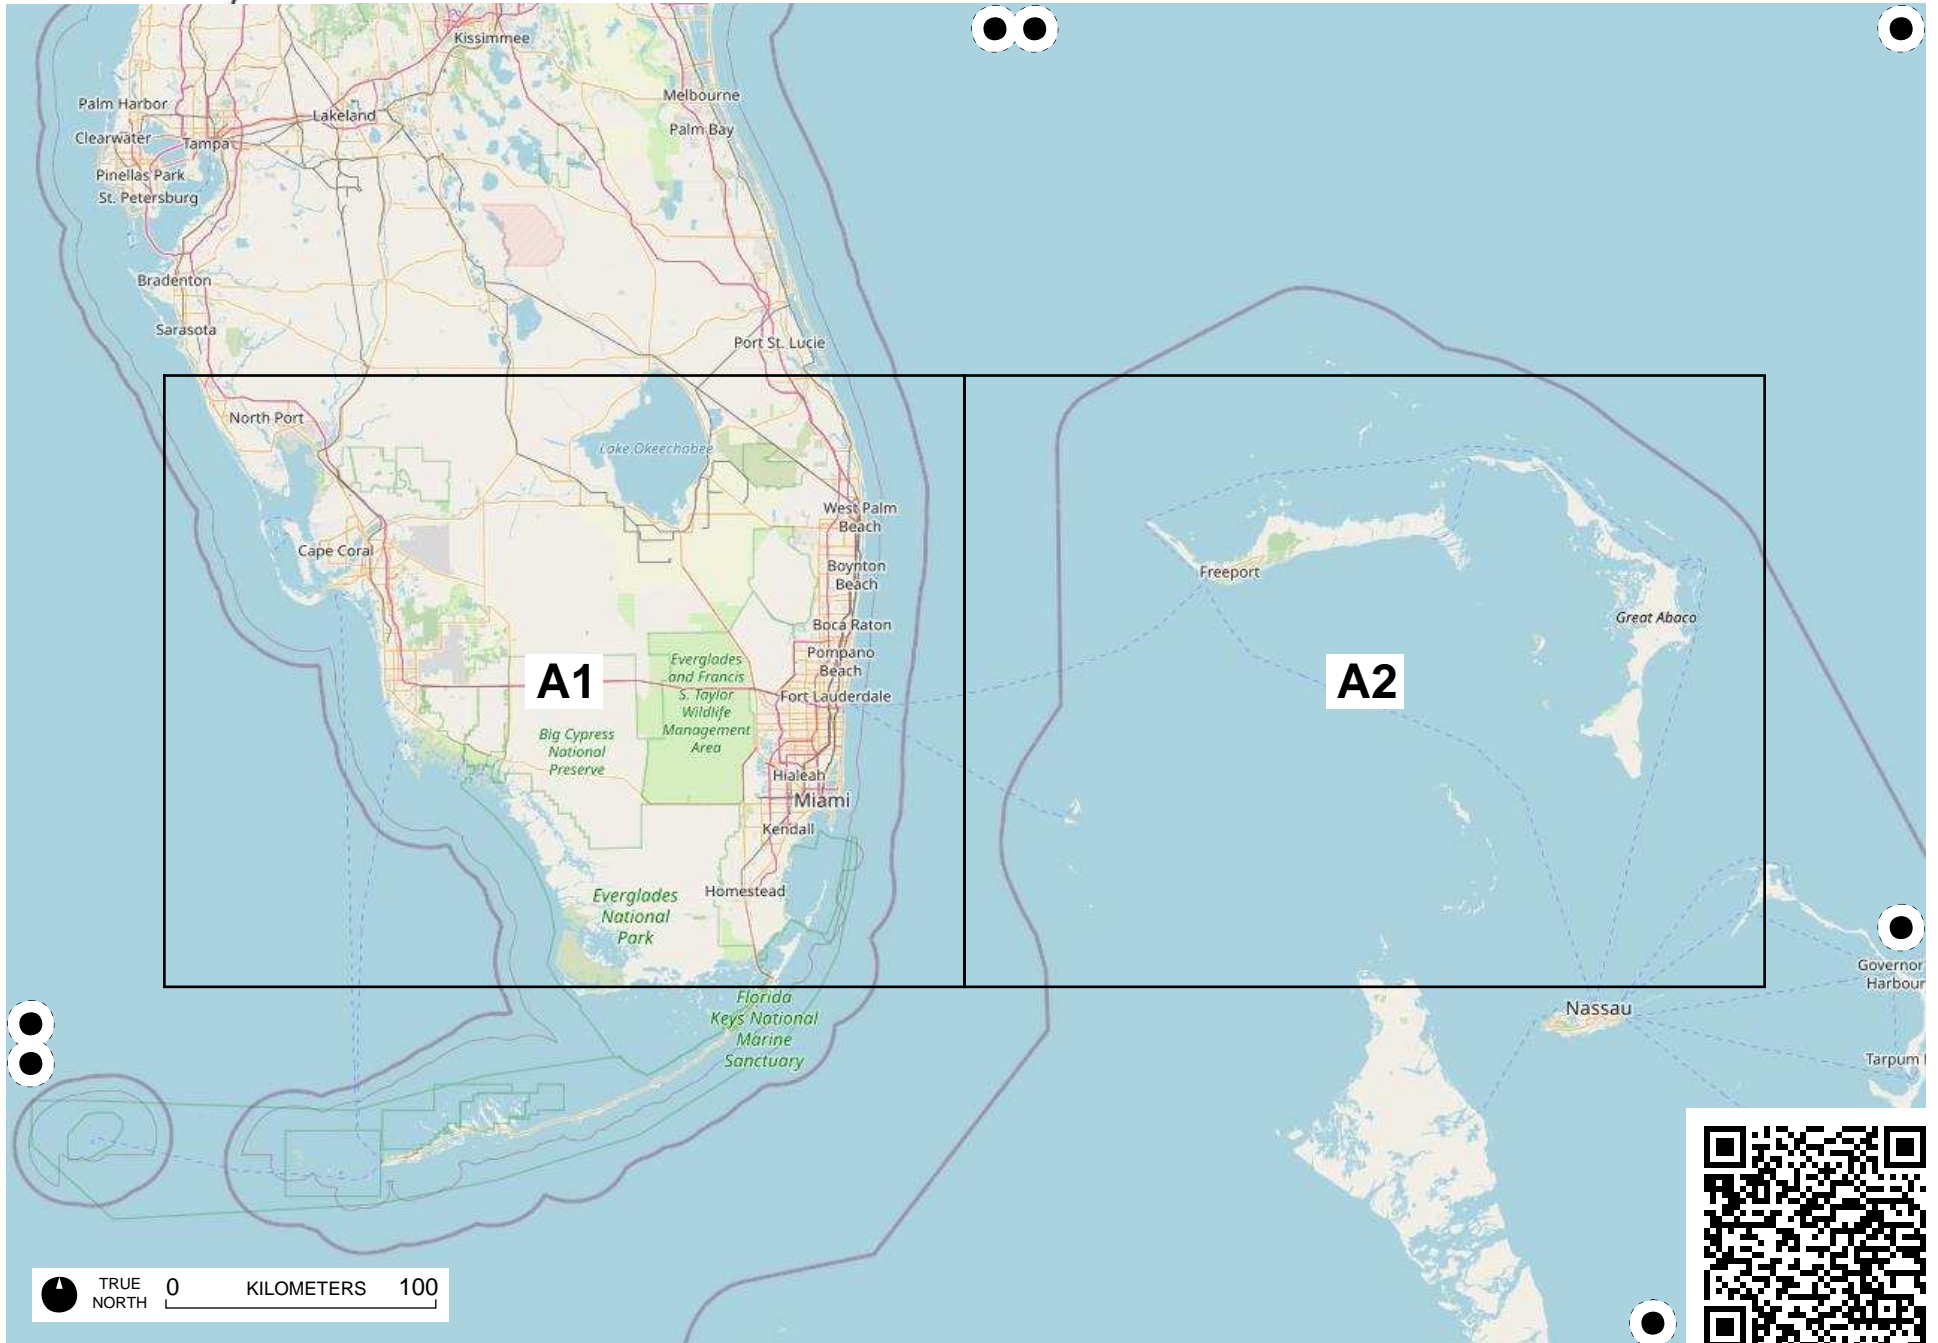 Kissimmee
Melbourne
Palm Harbor
Lakeland
Palm Bay
Clearwater
Tampa
Pinellas Park
St. Petersburg
Bradenton
Sarasota
Port St. Lucie
North Port
Lake Okeechobee
West Palm
Beach
Cape Coral
Boynton
Beach
Freeport
Great Abaco
Boca Raton
Pompano
Beach
Everglades
and Francis
S. Taylor
Wildlife
Management
Area
A1
A2
Fort Lauderdale
Big Cypress
National
Preserve
Hialeah
Miami
Kendall
Homestead
Everglades
National
Park
Governor
Harbour
Florida
Keys National
Marine
Sanctuary
Nassau
Tarpum
TRUE
NORTH
0 KILOMETERS 100